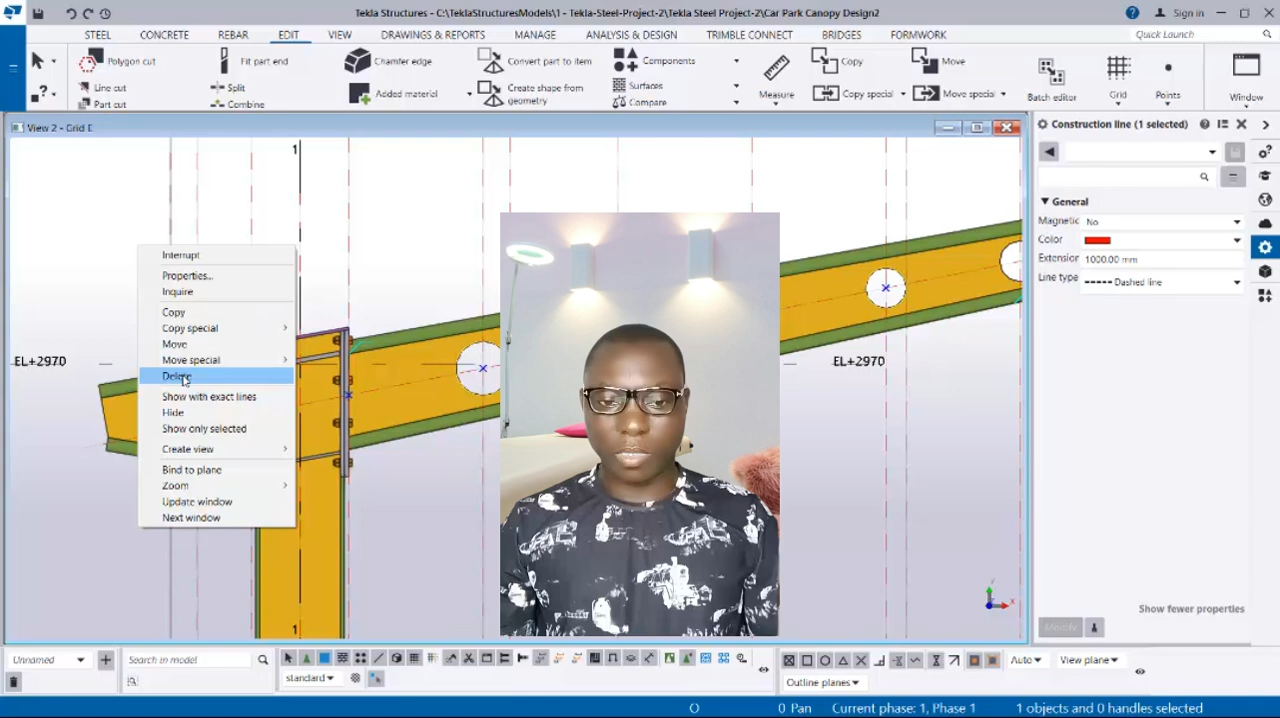 Tekla Structures - C:\TeklaStructuresModels\1 - Tekla-Steel-Project-2\Tekla Steel Project-2\Car Park Canopy Design2
Sign in
STEEL CONCRETE REBAR EDIT VIEW DRAWINGS & REPORTS MANAGE ANALYSIS & DESIGN TRIMBLE CONNECT BRIDGES FORMWORK
Quick Launch
Polygon cut
Line cut
Part cut
Fit part end
Split
Combine
Chamfer edge
Added material
Convert part to item
Create shape from geometry
Components
Surfaces
Compare
Measure
Copy
Copy special
Move
Move special
Batch editor
Grid
Points
Window
View 2 - Grid E
Construction line (1 selected)
General
Magnetic No
Color
Extension 1000.00 mm
Line type Dashed line
1
EL+2970
EL+2970
1
Interrupt
Properties...
Inquire
Copy
Copy special
Move
Move special
Delete
Show with exact lines
Hide
Show only selected
Create view
Bind to plane
Zoom
Update window
Next window
Show fewer properties
Modify
Unnamed
Search in model
standard
Auto
View plane
Outline planes
O
0 Pan
Current phase: 1, Phase 1
1 objects and 0 handles selected